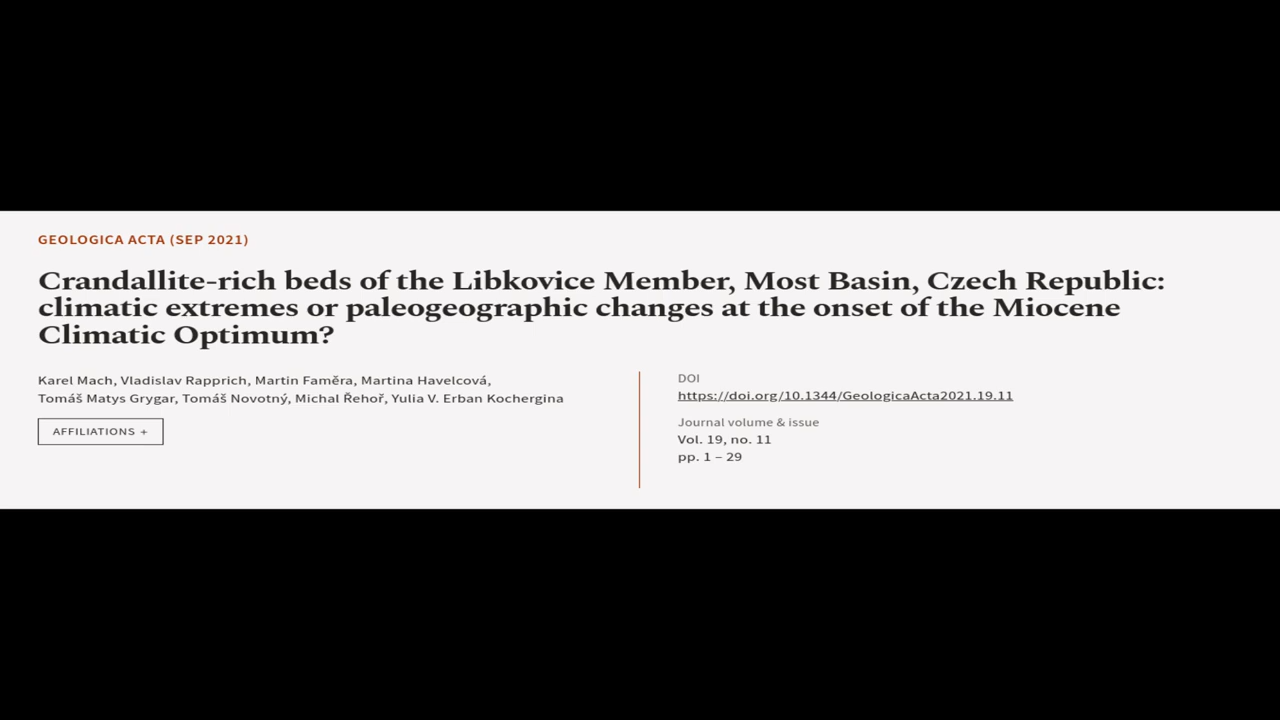 GEOLOGICA ACTA (SEP 2021)
Crandallite-rich beds of the Libkovice Member, Most Basin, Czech Republic:
climatic extremes or paleogeographic changes at the onset of the Miocene
Climatic Optimum?
Karel Mach, Vladislav Rapprich, Martin Faměra, Martina Havelcová,
Tomáš Matys Grygar, Tomáš Novotný, Michal Řehoř, Yulia V. Erban Kochergina
AFFILIATIONS +
DOI
https://doi.org/10.1344/GeologicaActa2021.19.11
Journal volume & issue
Vol. 19, no. 11
pp. 1 – 29